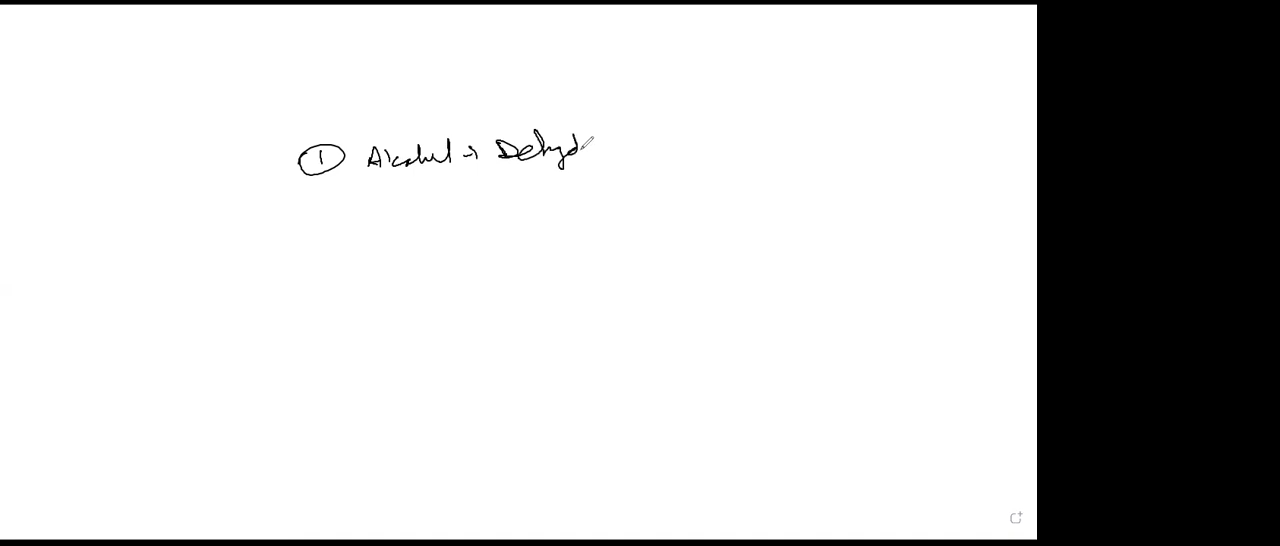 ① Alcohol → Dehyd